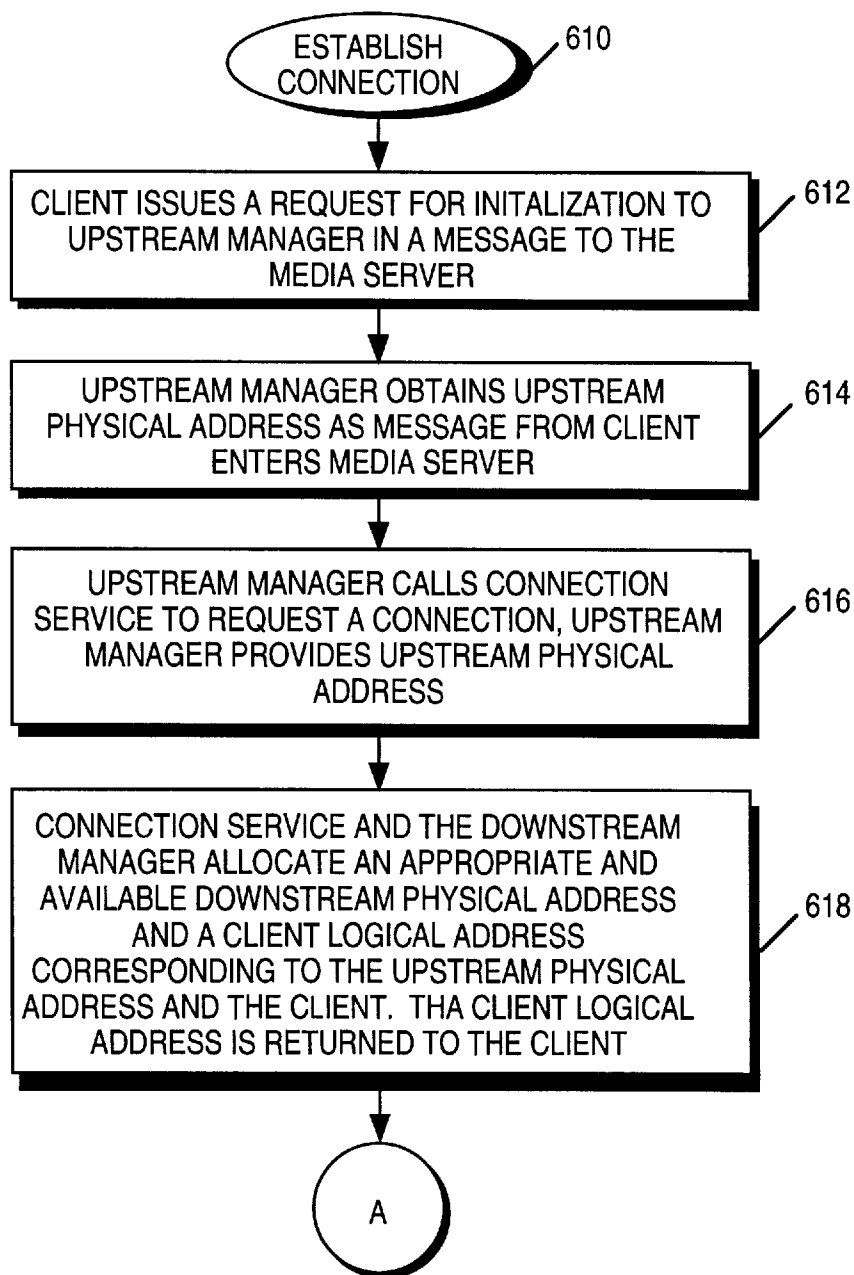 ESTABLISH
CONNECTION
610
CLIENT ISSUES A REQUEST FOR INITALIZATION TO
UPSTREAM MANAGER IN A MESSAGE TO THE
MEDIA SERVER
612
UPSTREAM MANAGER OBTAINS UPSTREAM
PHYSICAL ADDRESS AS MESSAGE FROM CLIENT
ENTERS MEDIA SERVER
614
UPSTREAM MANAGER CALLS CONNECTION
SERVICE TO REQUEST A CONNECTION, UPSTREAM
MANAGER PROVIDES UPSTREAM PHYSICAL
ADDRESS
616
CONNECTION SERVICE AND THE DOWNSTREAM
MANAGER ALLOCATE AN APPROPRIATE AND
AVAILABLE DOWNSTREAM PHYSICAL ADDRESS
AND A CLIENT LOGICAL ADDRESS
CORRESPONDING TO THE UPSTREAM PHYSICAL
ADDRESS AND THE CLIENT. THA CLIENT LOGICAL
ADDRESS IS RETURNED TO THE CLIENT
618
A